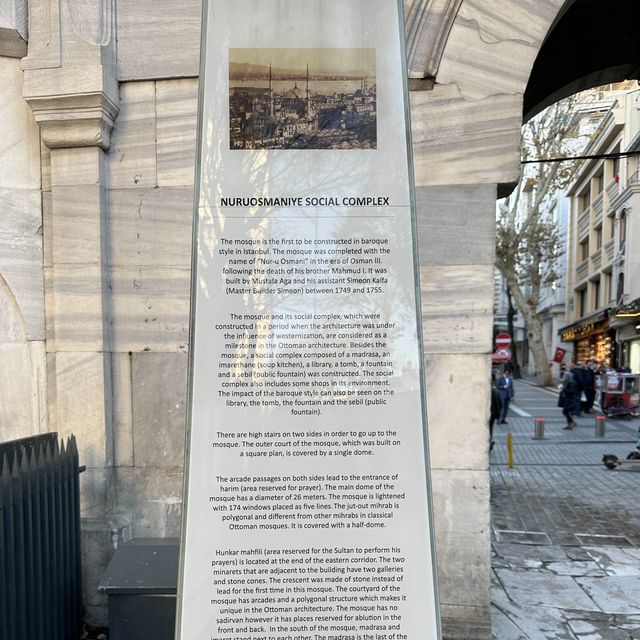 NURUOSMANIYE SOCIAL COMPLEX
The mosque is the first to be constructed in baroque
style in Istanbul. The mosque was completed with the
name of "Nur-u Osmani" in the era of Osman III.
following the death of his brother Mahmud I. It was
built by Mustafa Aga and his assistant Simeon Kalfa
(Master Builder Simeon) between 1749 and 1755.
The mosque and its social complex, which were
constructed in a period when the architecture was under
the influence of westernization, are considered as a
milestone in the Ottoman architecture. Besides the
mosque, a social complex composed of a madrasa, an
imarethane (soup kitchen), a library, a tomb, a fountain
and a sebil (public fountain) was constructed. The social
complex also includes some shops in its environment.
The impact of the baroque style can also be seen on the
library, the tomb, the fountain and the sebil (public
fountain).
There are high stairs on two sides in order to go up to the
mosque. The outer court of the mosque, which was built on
a square plan, is covered by a single dome.
The arcade passages on both sides lead to the entrance of
harim (area reserved for prayer). The main dome of the
mosque has a diameter of 26 meters. The mosque is lightened
with 174 windows placed as five lines. The jut-out mihrab is
polygonal and different from other mihrabs in classical
Ottoman mosques. It is covered with a half-dome.
Hunkar mahfili (area reserved for the Sultan to perform his
prayers) is located at the end of the eastern corridor. The two
minarets that are adjacent to the building have two galleries
and stone cones. The crescent was made of stone instead of
lead for the first time in this mosque. The courtyard of the
mosque has arcades and a polygonal structure which makes it
unique in the Ottoman architecture. The mosque has no
sadirvan however it has places reserved for ablution in the
front and back. In the south of the mosque, madrasa and
imaret stand next to each other. The madrasa is the last of the